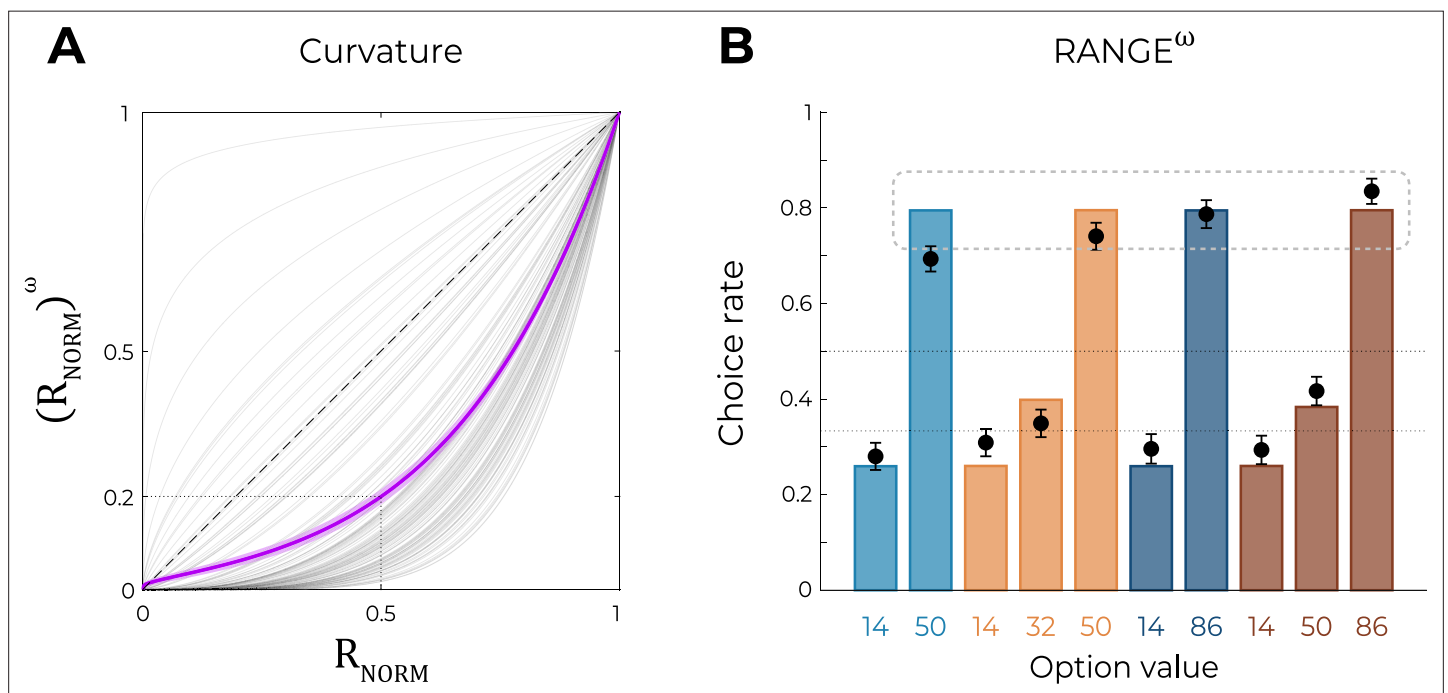 A
Curvature
1
0.5
0.2
0
(R_NORM)^ω
0
0.5
1
R_NORM
B
RANGE^ω
1
0.8
0.6
0.4
0.2
0
Choice rate
14 50 14 32 50 14 86 14 50 86
Option value